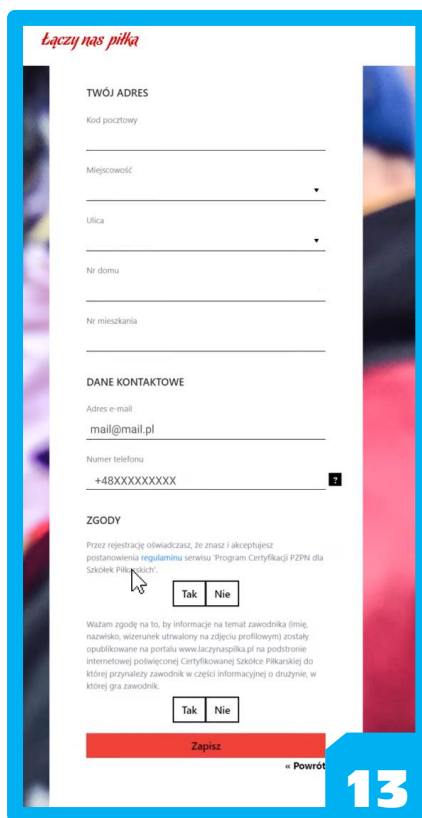 Łączy nas piłka
TWÓJ ADRES
Kod pocztowy
Miejscowość
Ulica
Nr domu
Nr mieszkania
DANE KONTAKTOWE
Adres e-mail
mail@mail.pl
Numer telefonu
+48XXXXXXXXX
?
ZGODY
Przez rejestrację oświadczasz, że znasz i akceptujesz
postanowienia regulaminu serwisu 'Program Certyfikacji PZPN dla
Szkółek Piłkarskich'.
Tak Nie
Ważam zgodę na to, by informacje na temat zawodnika (imię,
nazwisko, wizerunek utrwalony na zdjęciu profilowym) zostały
opublikowane na portalu www.laczynaspilka.pl na podstronie
internetowej poświęconej Certyfikowanej Szkółce Piłkarskiej do
której przynależy zawodnik w części informacyjnej o drużynie, w
której gra zawodnik.
Tak Nie
Zapisz
« Powrót
13